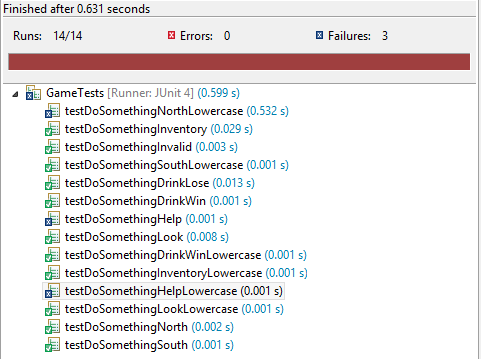 Finished after 0.631 seconds
Runs: 14/14 Errors: 0 Failures: 3
GameTests [Runner: JUnit 4] (0.599 s)
testDoSomethingNorthLowercase (0.532 s)
testDoSomethingInventory (0.029 s)
testDoSomethingInvalid (0.003 s)
testDoSomethingSouthLowercase (0.001 s)
testDoSomethingDrinkLose (0.013 s)
testDoSomethingDrinkWin (0.001 s)
testDoSomethingHelp (0.001 s)
testDoSomethingLook (0.008 s)
testDoSomethingDrinkWinLowercase (0.001 s)
testDoSomethingInventoryLowercase (0.001 s)
testDoSomethingHelpLowercase (0.001 s)
testDoSomethingLookLowercase (0.001 s)
testDoSomethingNorth (0.002 s)
testDoSomethingSouth (0.001 s)